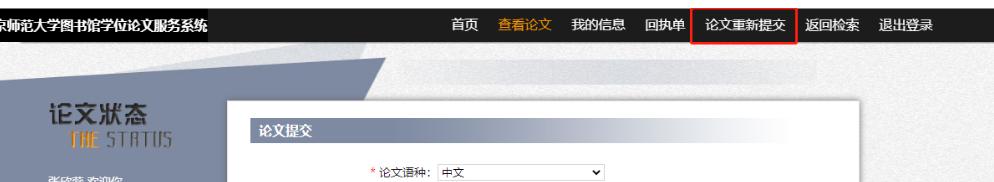 京师范大学图书馆学位论文服务系统 首页 查看论文 我的信息 回执单 论文重新提交 返回检索 退出登录
论文状态
THE STATUS
论文提交
* 论文语种: 中文
欢迎你